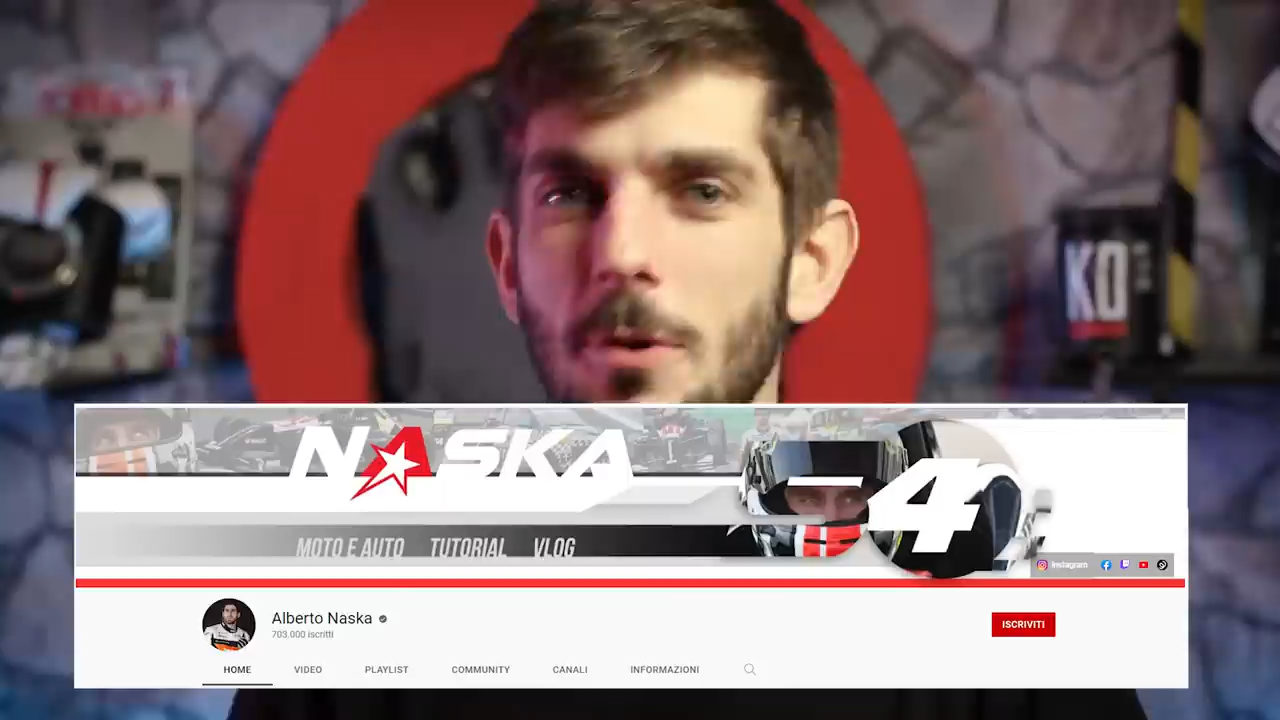 KO
NASKA
4
MOTO E AUTO TUTORIAL VLOG
Instagram
Alberto Naska
703.000 iscritti
ISCRIVITI
HOME VIDEO PLAYLIST COMMUNITY CANALI INFORMAZIONI